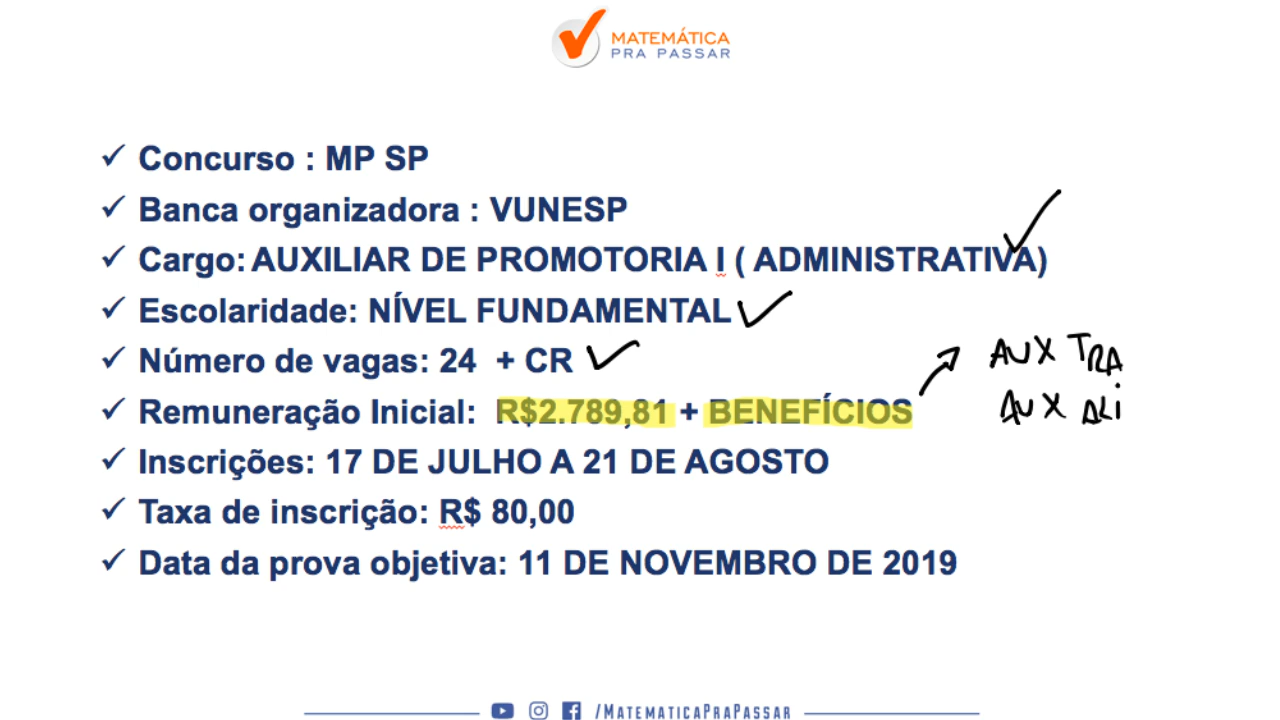 MATEMÁTICA
PRA PASSAR
✓ Concurso : MP SP
✓ Banca organizadora : VUNESP
✓ Cargo: AUXILIAR DE PROMOTORIA I ( ADMINISTRATIVA)
✓ Escolaridade: NÍVEL FUNDAMENTAL
✓ Número de vagas: 24 + CR
AUX TRA
✓ Remuneração Inicial: R$2.789,81 + BENEFÍCIOS
AUX ALI
✓ Inscrições: 17 DE JULHO A 21 DE AGOSTO
✓ Taxa de inscrição: R$ 80,00
✓ Data da prova objetiva: 11 DE NOVEMBRO DE 2019
/MATEMATICAPRAPASSAR